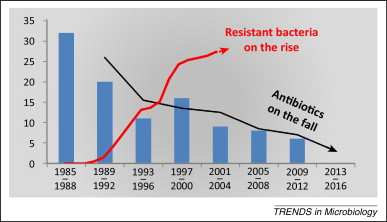 35
30
25
20
15
10
5
0
Resistant bacteria
on the rise
Antibiotics
on the fall
1985 1989 1993 1997 2001 2005 2009 2013
– – – – – – – –
1988 1992 1996 2000 2004 2008 2012 2016
TRENDS in Microbiology